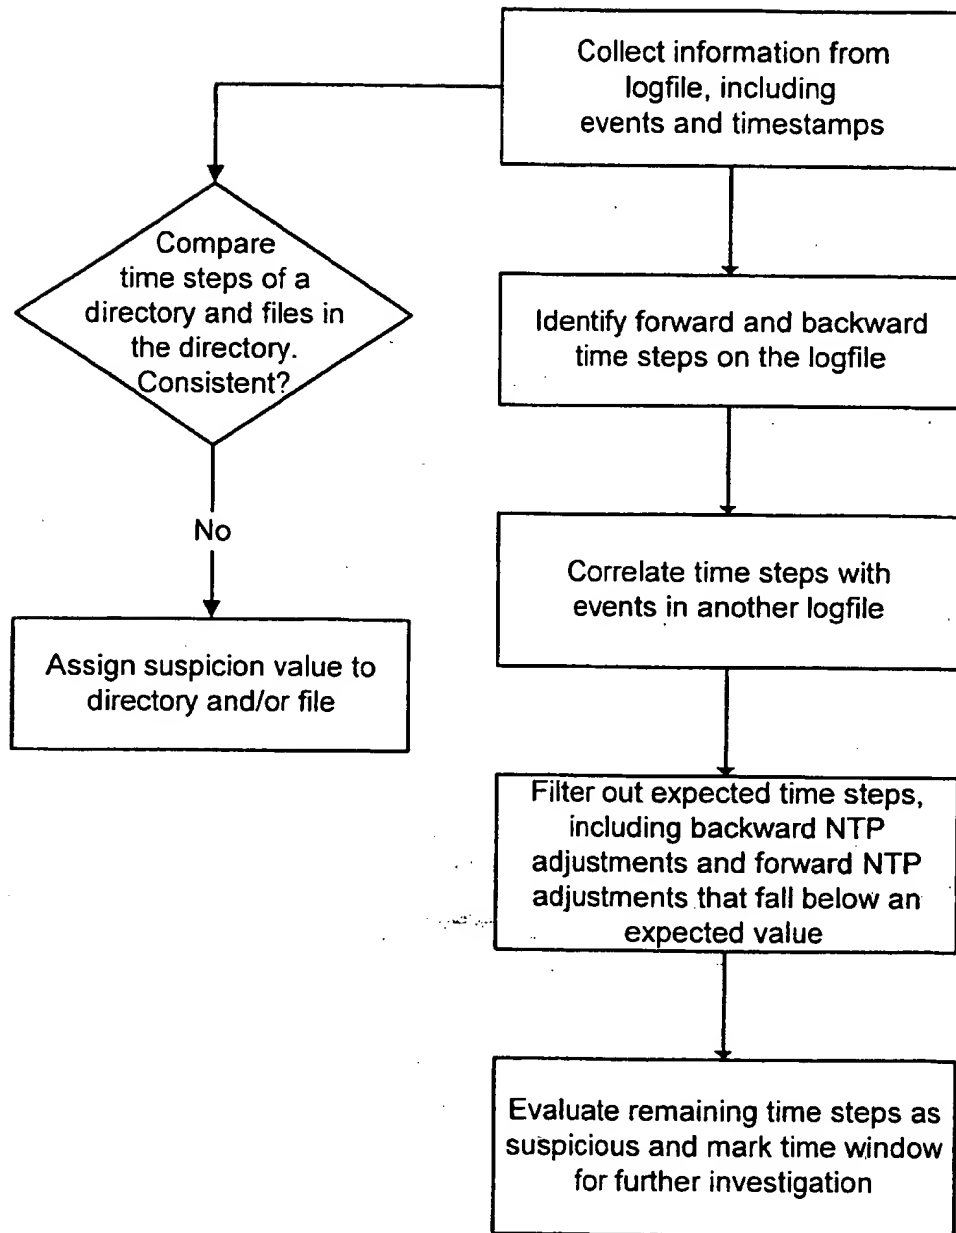 Collect information from
logfile, including
events and timestamps
Compare
time steps of a
directory and files in
the directory.
Consistent?
Identify forward and backward
time steps on the logfile
No
Correlate time steps with
events in another logfile
Assign suspicion value to
directory and/or file
Filter out expected time steps,
including backward NTP
adjustments and forward NTP
adjustments that fall below an
expected value
Evaluate remaining time steps as
suspicious and mark time window
for further investigation